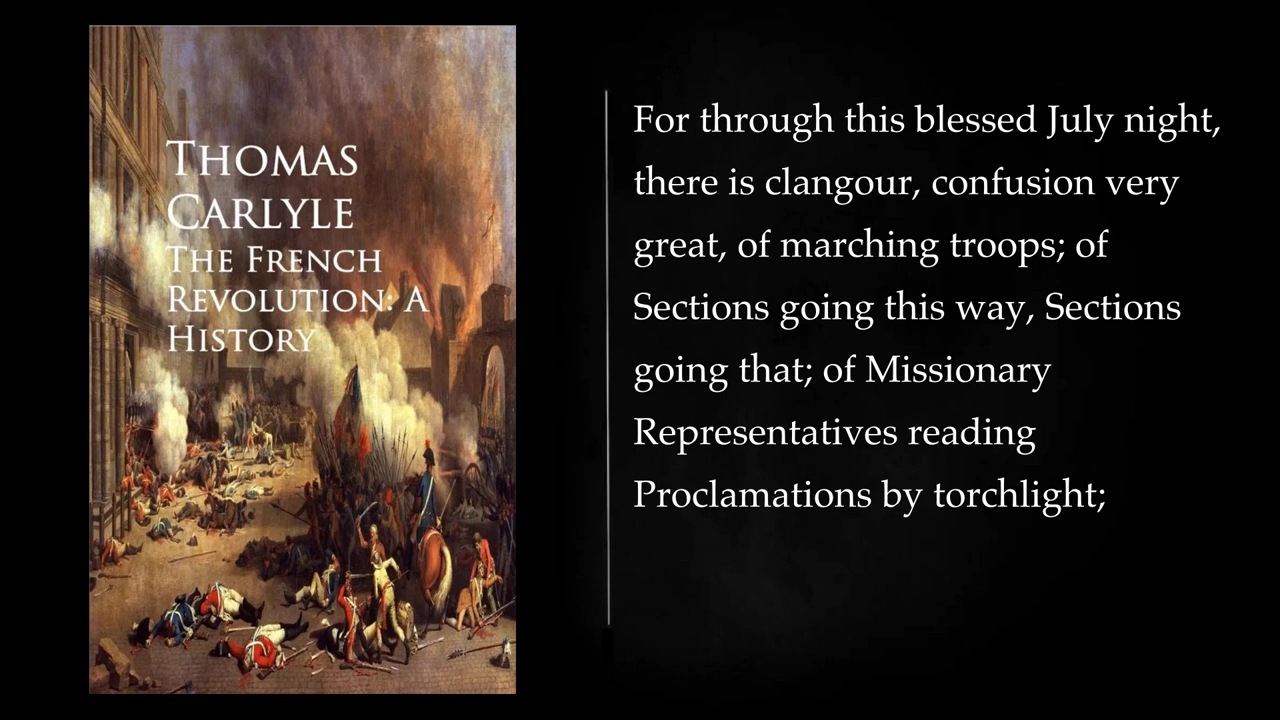 THOMAS
CARLYLE
THE FRENCH
REVOLUTION: A
HISTORY
For through this blessed July night,
there is clangour, confusion very
great, of marching troops; of
Sections going this way, Sections
going that; of Missionary
Representatives reading
Proclamations by torchlight;